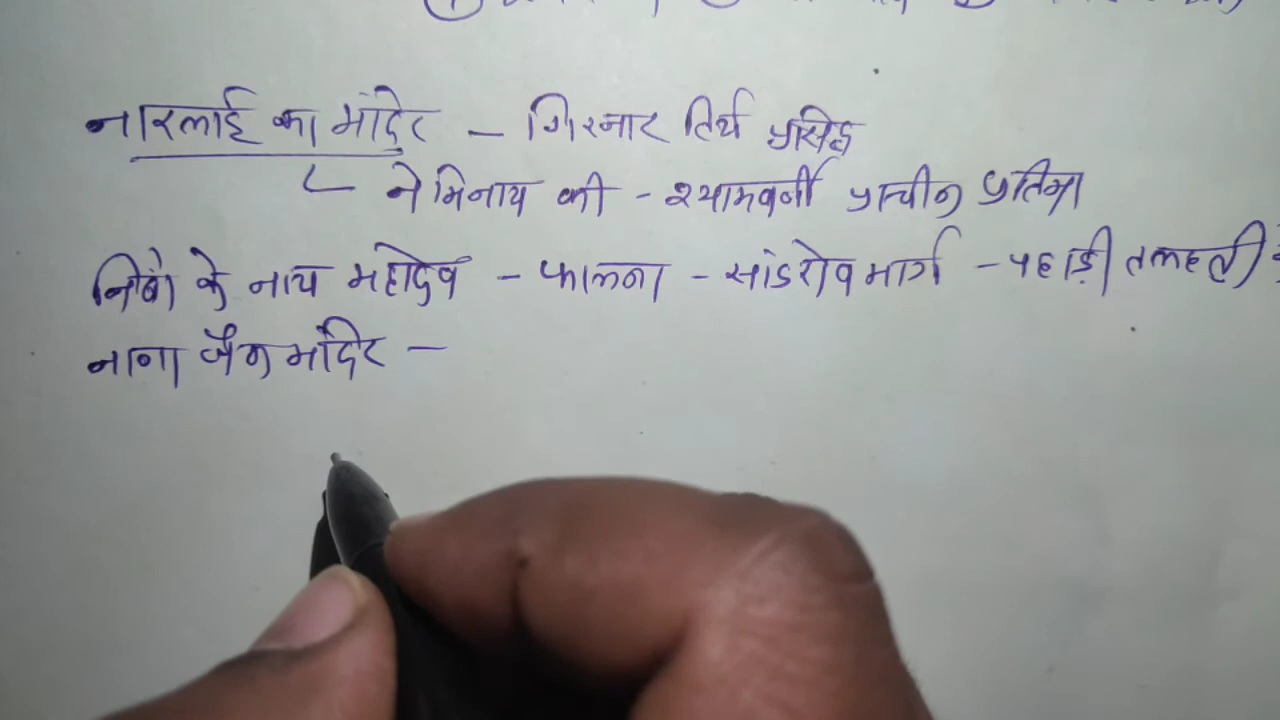 नारलाई का मंदिर – गिरनार तिर्थ प्रसिद्ध
नेमिनाथ की - श्यामवर्णी प्राचीन प्रतिमा
निंबो के नाथ महादेव - फालना - सांडेरोव मार्ग - पहाड़ी तलहटी
नाणा जैन मंदिर –